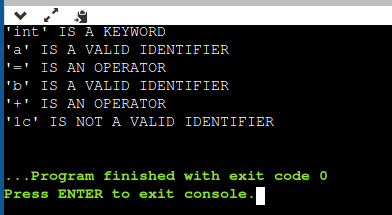 'int' IS A KEYWORD
'a' IS A VALID IDENTIFIER
'=' IS AN OPERATOR
'b' IS A VALID IDENTIFIER
'+' IS AN OPERATOR
'1c' IS NOT A VALID IDENTIFIER
...Program finished with exit code 0
Press ENTER to exit console.